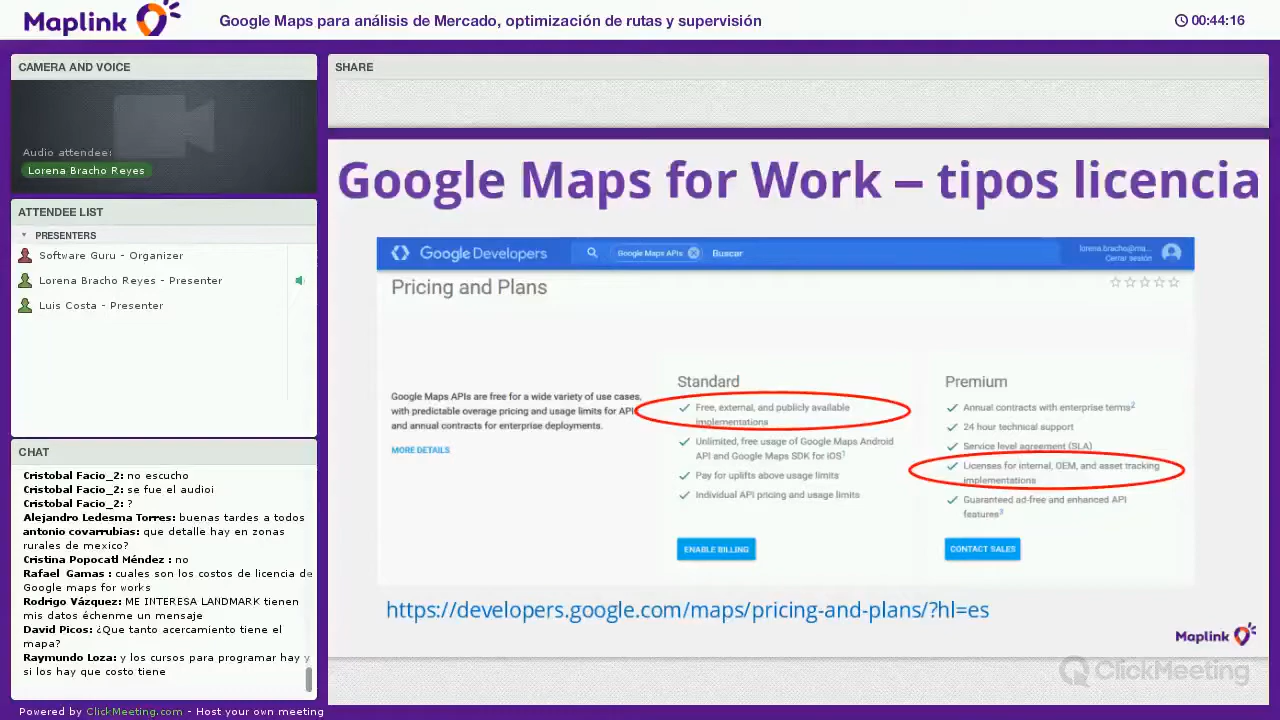 Maplink
Google Maps para análisis de Mercado, optimización de rutas y supervisión
00:44:16
CAMERA AND VOICE
Audio attendees:
Lorena Bracho Reyes
ATTENDEE LIST
PRESENTERS
Software Guru - Organizer
Lorena Bracho Reyes - Presenter
Luis Costa - Presenter
CHAT
Cristobal Facio_2: no escucho
Cristobal Facio_2: se fue el audioi
Cristobal Facio_2: ?
Alejandro Ledesma Torres: buenas tardes a todos
antonio covarrubias: que detalle hay en zonas
rurales de mexico?
Cristina Popocatl Méndez : no
Rafael Gamas : cuales son los costos de licencia de
Google maps for works
Rodrigo Vázquez: ME INTERESA LANDMARK tienen
mis datos échenme un mensaje
David Picos: ¿Que tanto acercamiento tiene el
mapa?
Raymundo Loza: y los cursos para programar hay y
si los hay que costo tiene
Powered by ClickMeeting.com - Host your own meeting
SHARE
Google Maps for Work – tipos licencia
Google Developers
Google Maps APIs
Buscar
lorena.bracho@ma...
Cerrar sesión
Pricing and Plans
Google Maps APIs are free for a wide variety of use cases,
with predictable overage pricing and usage limits for API
and annual contracts for enterprise deployments.
MORE DETAILS
Standard
Free, external, and publicly available
implementations
Unlimited, free usage of Google Maps Android
API and Google Maps SDK for iOS1
Pay for uplifts above usage limits
Individual API pricing and usage limits
ENABLE BILLING
Premium
Annual contracts with enterprise terms2
24 hour technical support
Service level agreement (SLA)
Licenses for internal, OEM, and asset tracking
implementations
Guaranteed ad-free and enhanced API
features3
CONTACT SALES
https://developers.google.com/maps/pricing-and-plans/?hl=es
Maplink
ClickMeeting